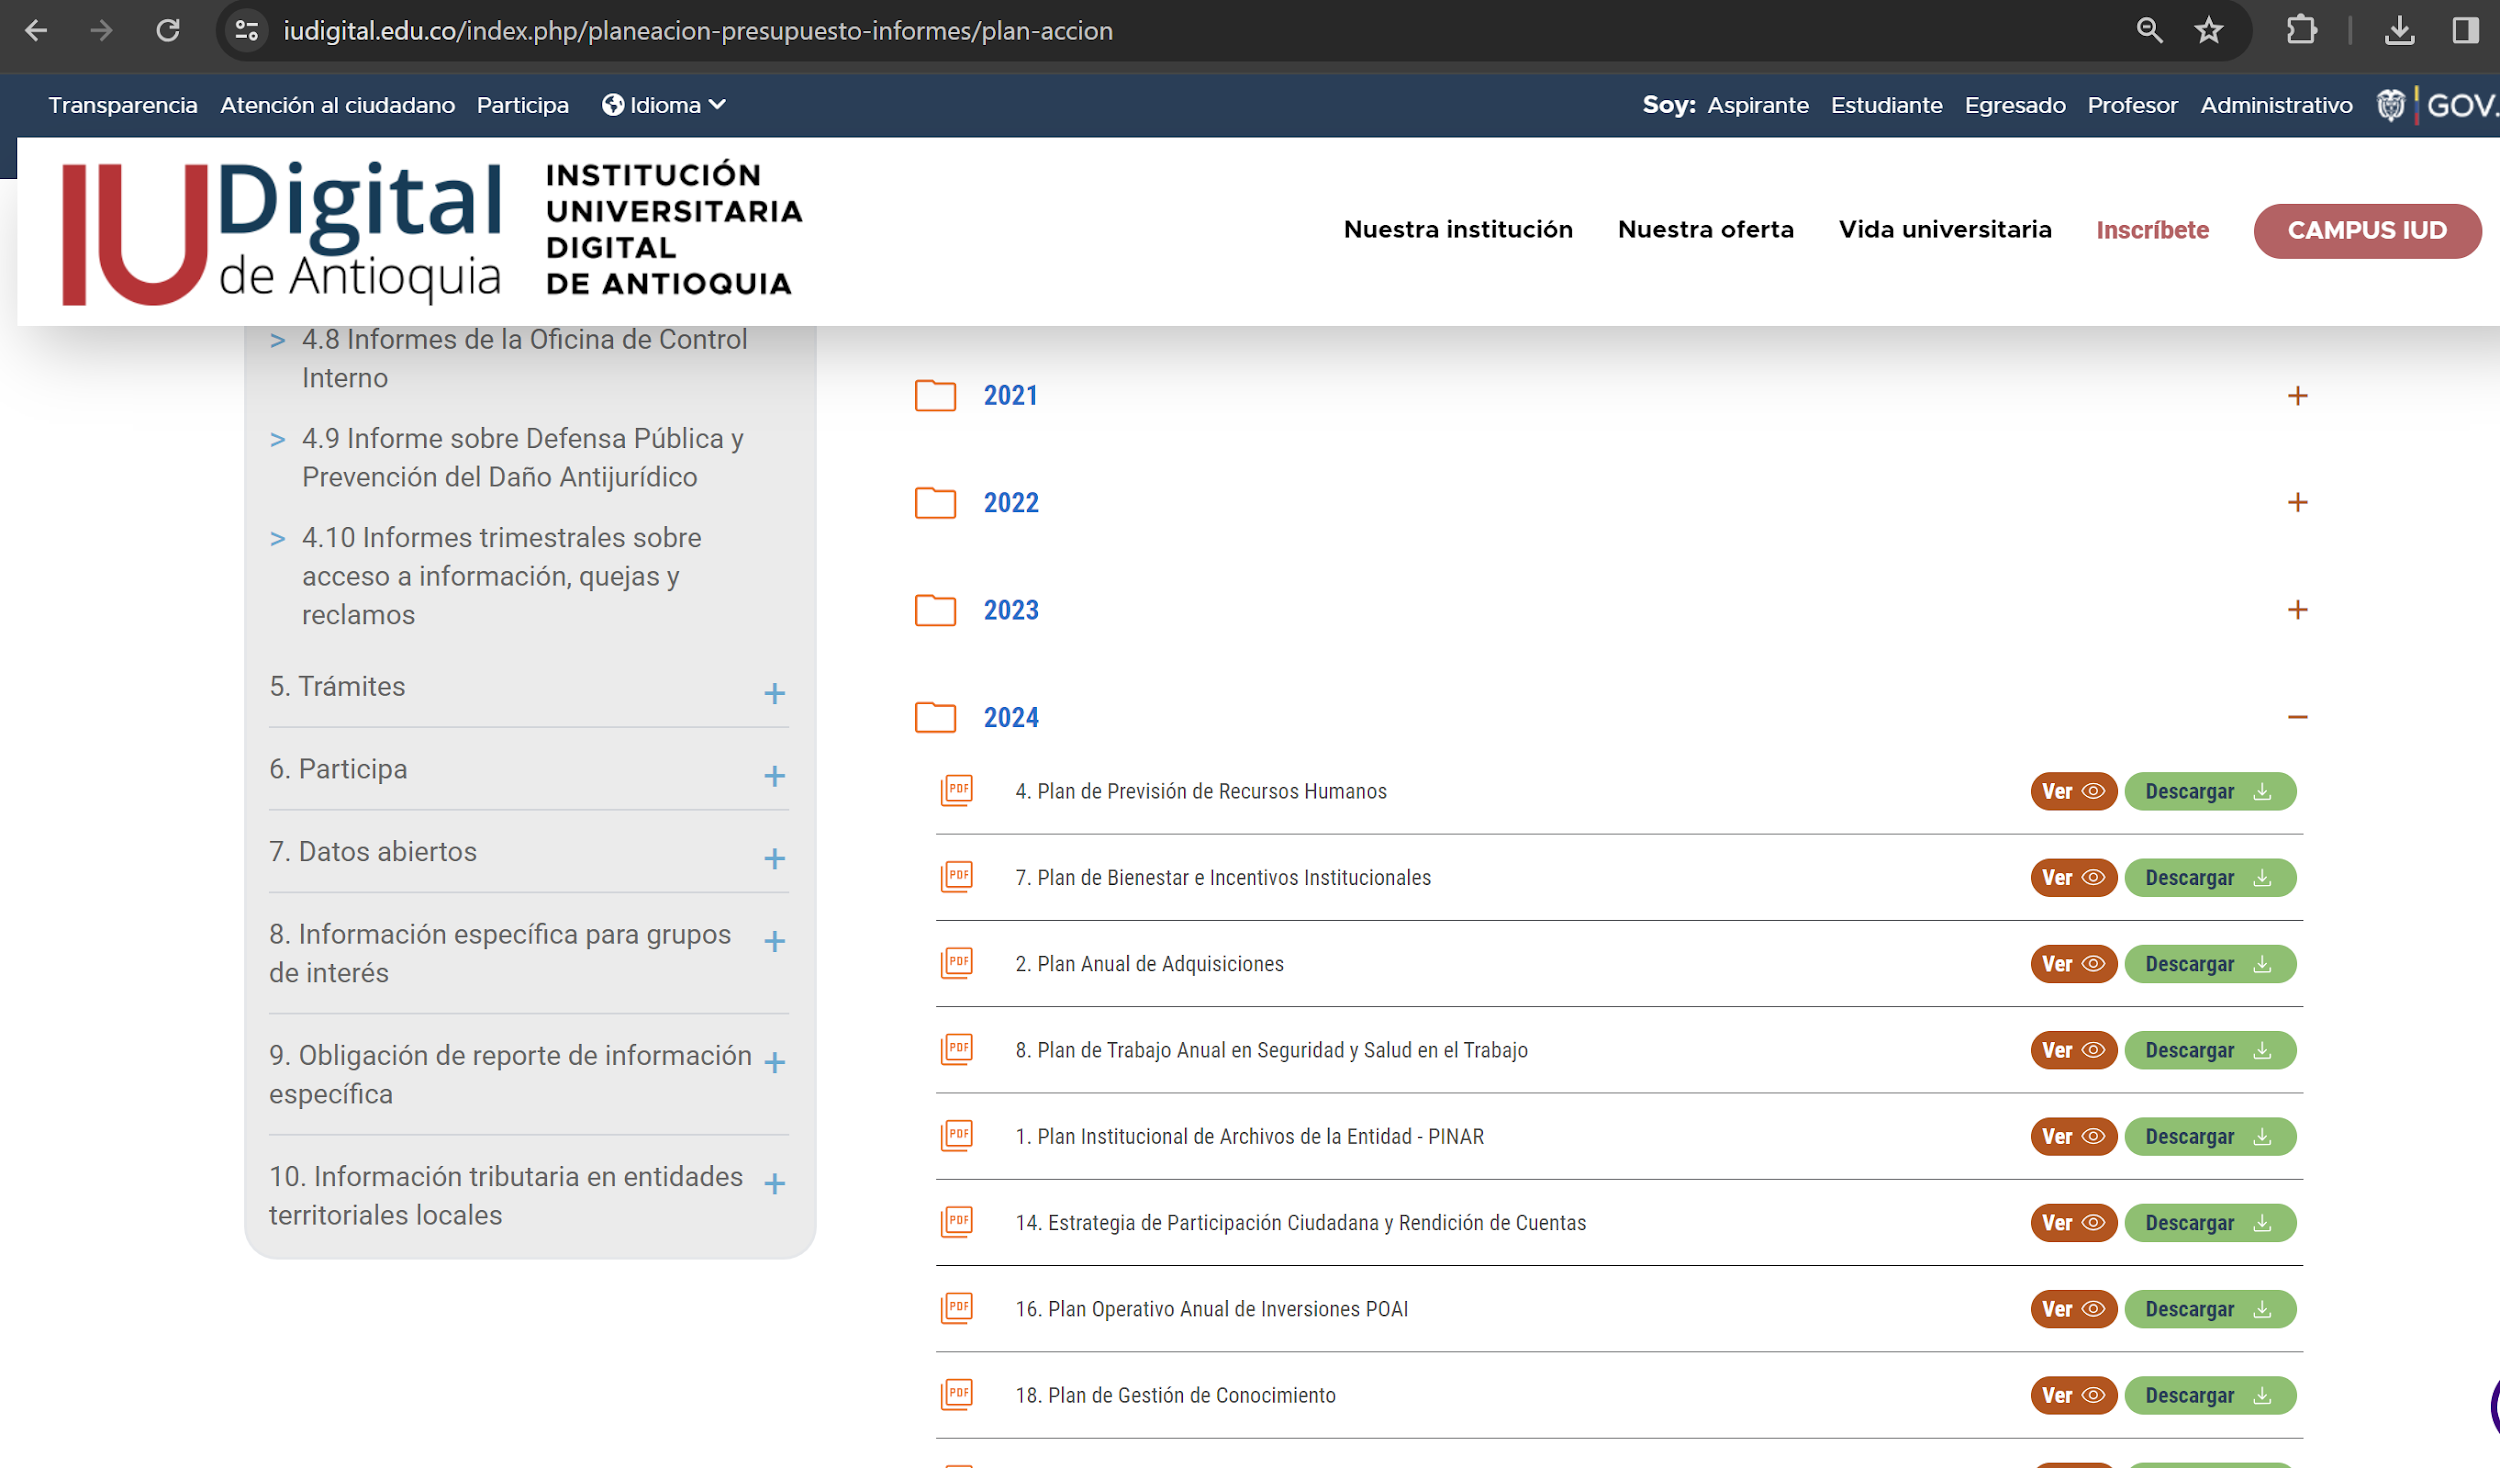 iudigital.edu.co/index.php/planeacion-presupuesto-informes/plan-accion
Transparencia Atención al ciudadano Participa Idioma
Soy: Aspirante Estudiante Egresado Profesor Administrativo GOV.
IUDigital
de Antioquia
INSTITUCIÓN
UNIVERSITARIA
DIGITAL
DE ANTIOQUIA
Nuestra institución Nuestra oferta Vida universitaria Inscríbete CAMPUS IUD
> 4.8 Informes de la Oficina de Control
Interno
> 4.9 Informe sobre Defensa Pública y
Prevención del Daño Antijurídico
> 4.10 Informes trimestrales sobre
acceso a información, quejas y
reclamos
5. Trámites +
6. Participa +
7. Datos abiertos +
8. Información específica para grupos +
de interés
9. Obligación de reporte de información +
específica
10. Información tributaria en entidades +
territoriales locales
2021 +
2022 +
2023 +
2024 −
PDF 4. Plan de Previsión de Recursos Humanos Ver Descargar
PDF 7. Plan de Bienestar e Incentivos Institucionales Ver Descargar
PDF 2. Plan Anual de Adquisiciones Ver Descargar
PDF 8. Plan de Trabajo Anual en Seguridad y Salud en el Trabajo Ver Descargar
PDF 1. Plan Institucional de Archivos de la Entidad - PINAR Ver Descargar
PDF 14. Estrategia de Participación Ciudadana y Rendición de Cuentas Ver Descargar
PDF 16. Plan Operativo Anual de Inversiones POAI Ver Descargar
PDF 18. Plan de Gestión de Conocimiento Ver Descargar